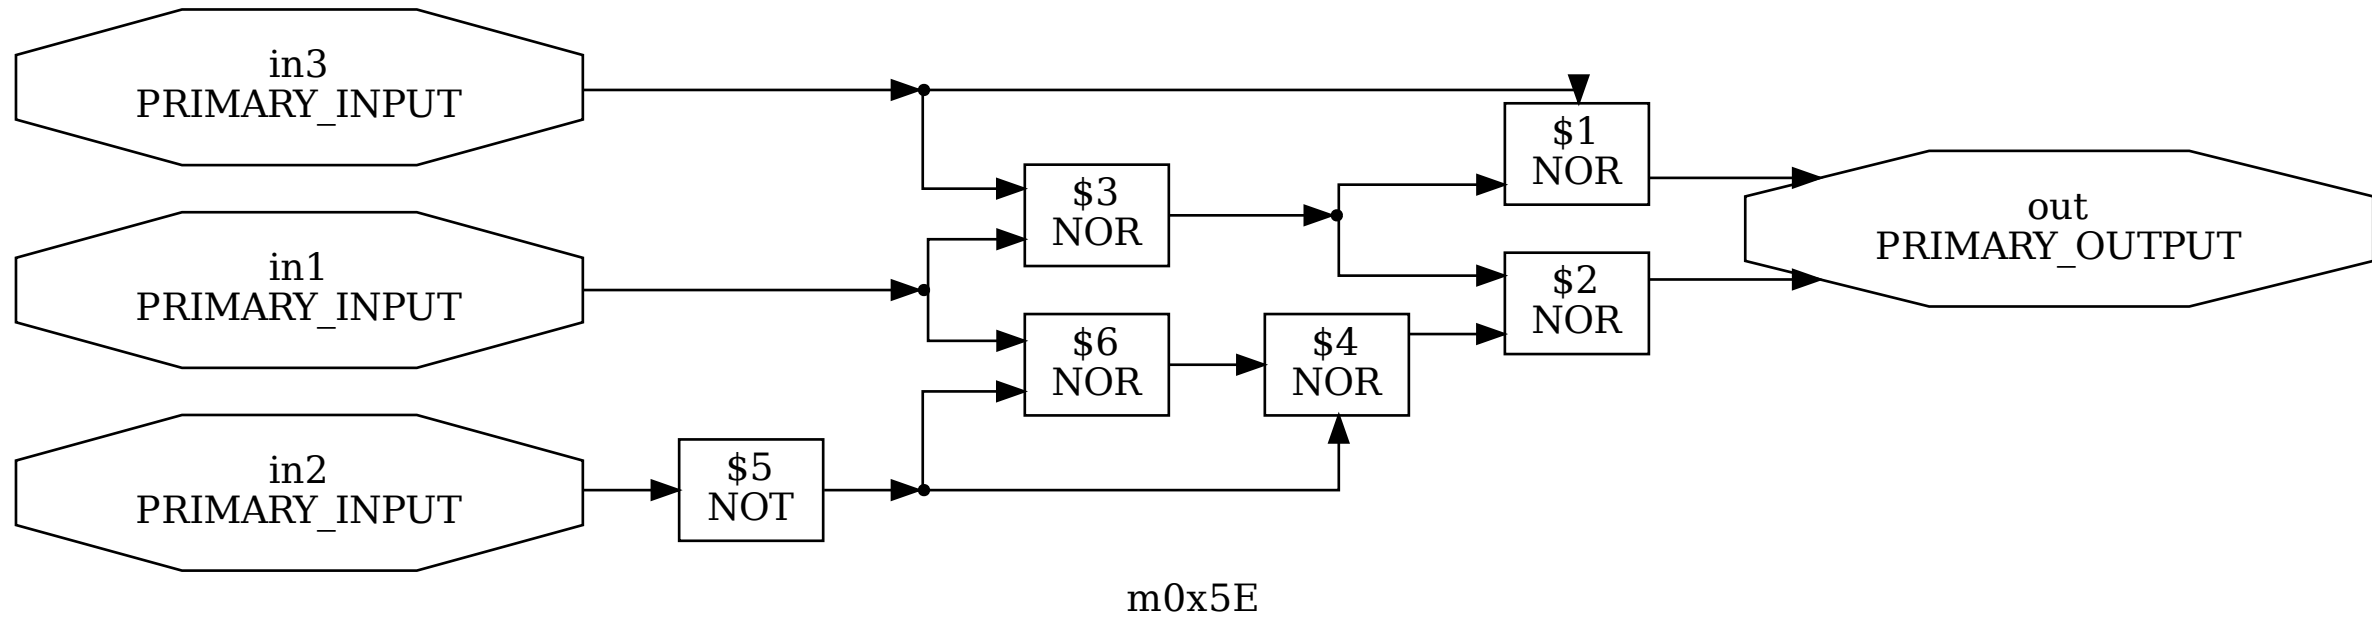 in3
PRIMARY_INPUT
$1
NOR
$3
NOR
out
PRIMARY_OUTPUT
in1
PRIMARY_INPUT
$2
NOR
$6
NOR
$4
NOR
in2
PRIMARY_INPUT
$5
NOT
m0x5E